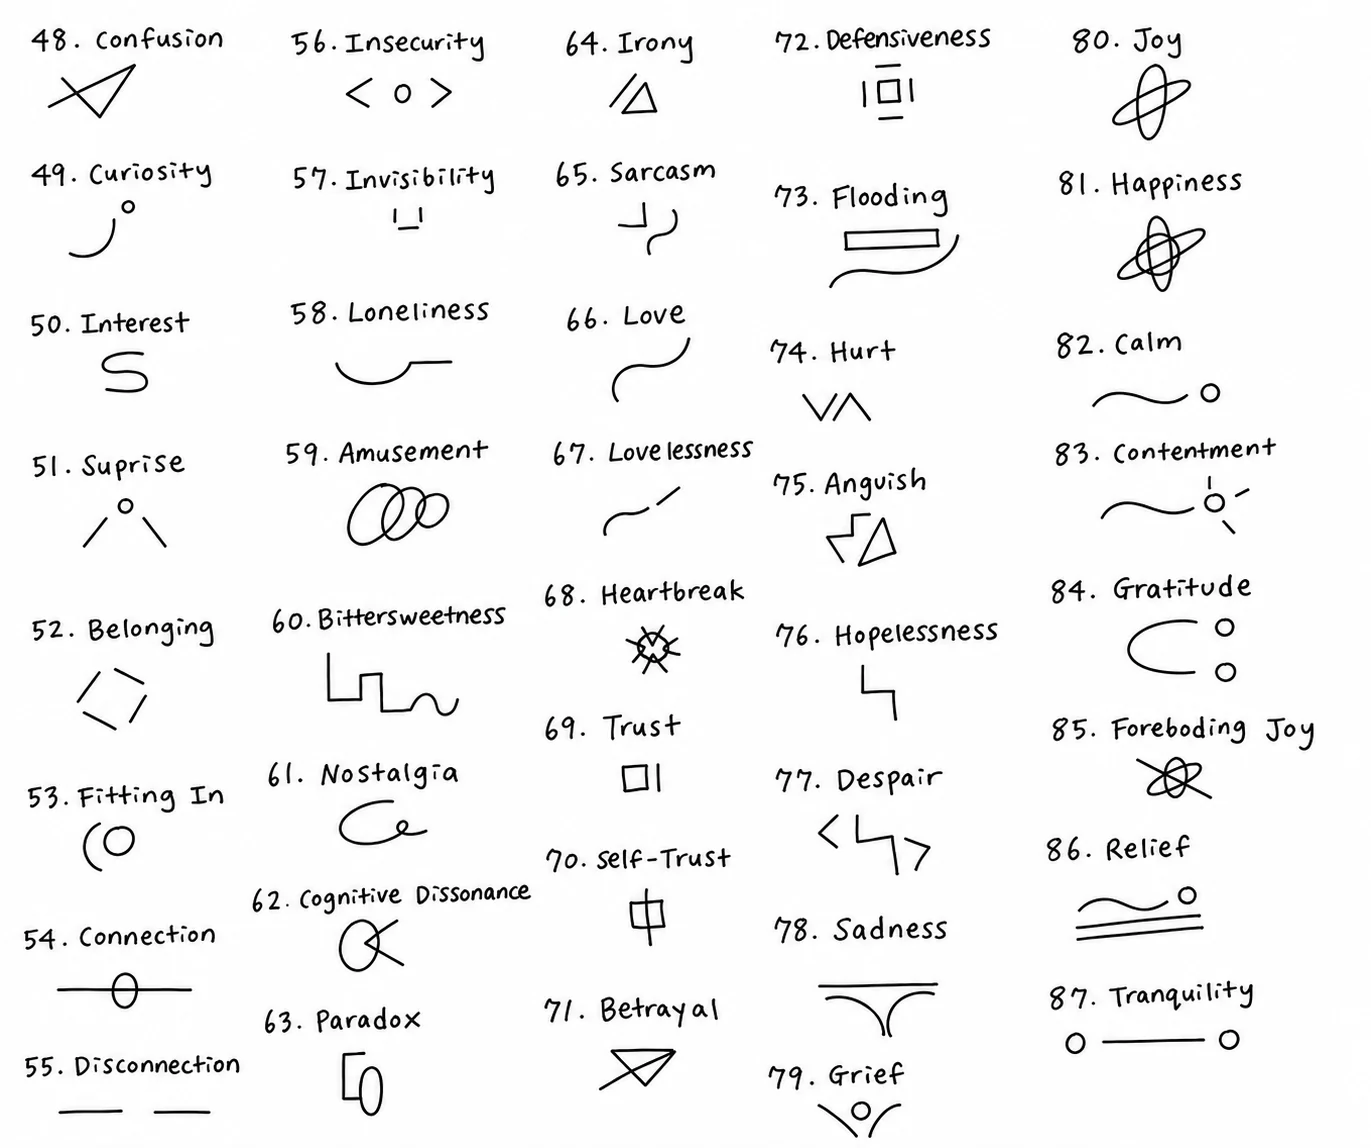 48. Confusion
49. Curiosity
50. Interest
51. Suprise
52. Belonging
53. Fitting In
54. Connection
55. Disconnection
56. Insecurity
57. Invisibility
58. Loneliness
59. Amusement
60. Bittersweetness
61. Nostalgia
62. Cognitive Dissonance
63. Paradox
64. Irony
65. Sarcasm
66. Love
67. Lovelessness
68. Heartbreak
69. Trust
70. Self-Trust
71. Betrayal
72. Defensiveness
73. Flooding
74. Hurt
75. Anguish
76. Hopelessness
77. Despair
78. Sadness
79. Grief
80. Joy
81. Happiness
82. Calm
83. Contentment
84. Gratitude
85. Foreboding Joy
86. Relief
87. Tranquility